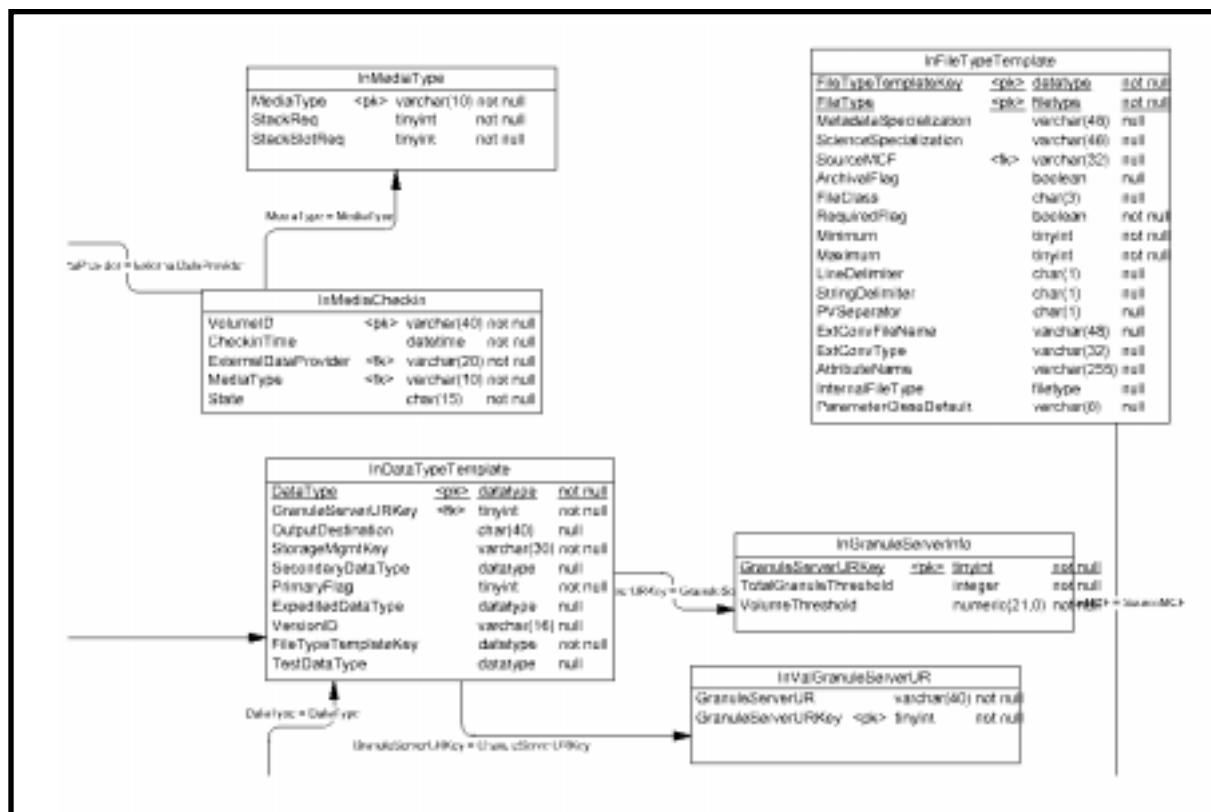 InMediaType
MediaType <pk> varchar(10) not null
StackReq tinyint not null
StackSlotReq tinyint not null
MediaType = MediaType
InFileTypeTemplate
FileTypeTemplateKey <pk> datatype not null
FileType <pk> filetype not null
MetadataSpecialization varchar(46) null
ScienceSpecialization varchar(46) null
SourceMCF <fk> varchar(32) null
ArchivalFlag boolean null
FileClass char(3) null
RequiredFlag boolean not null
Minimum tinyint not null
Maximum tinyint not null
LineDelimiter char(1) null
StringDelimiter char(1) null
PVSeparator char(1) null
ExtConvFileName varchar(48) null
ExtConvType varchar(32) null
AttributeName varchar(255) null
InternalFileType filetype null
ParameterClassDefault varchar(6) null
= ExternalDataProvider
InMediaCheckin
VolumeID <pk> varchar(40) not null
CheckinTime datetime not null
ExternalDataProvider <fk> varchar(20) not null
MediaType <fk> varchar(10) not null
State char(15) not null
InDataTypeTemplate
DataType <pk> datatype not null
GranuleServerURKey <fk> tinyint not null
OutputDestination char(40) null
StorageMgmtKey varchar(30) not null
SecondaryDataType datatype null
PrimaryFlag tinyint not null
ExpeditedDataType datatype null
VersionID varchar(16) null
FileTypeTemplateKey datatype not null
TestDataType datatype null
erURKey = GranuleSe
InGranuleServerInfo
GranuleServerURKey <pk> tinyint not null
TotalGranuleThreshold integer not null
VolumeThreshold numeric(21,0) not null
= SourceMCF
InValGranuleServerUR
GranuleServerUR varchar(40) not null
GranuleServerURKey <pk> tinyint not null
DataType = DataType
GranuleServerURKey = GranuleServerURKey